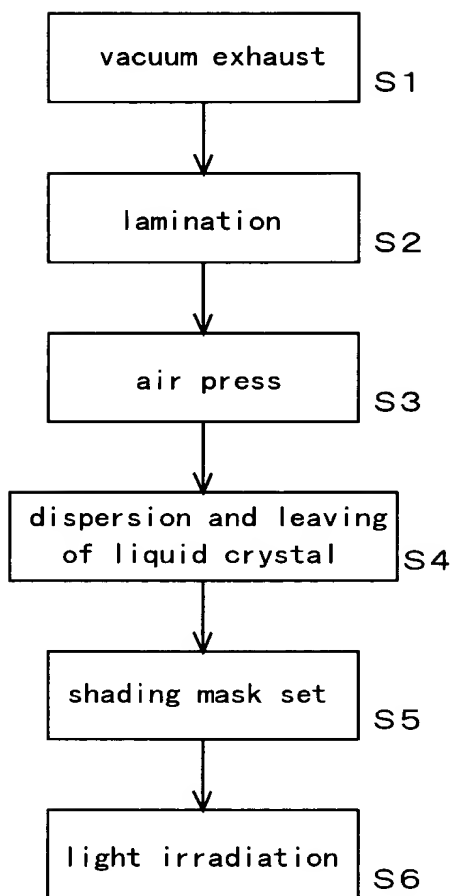 vacuum exhaust
S1
lamination
S2
air press
S3
dispersion and leaving
of liquid crystal
S4
shading mask set
S5
light irradiation
S6